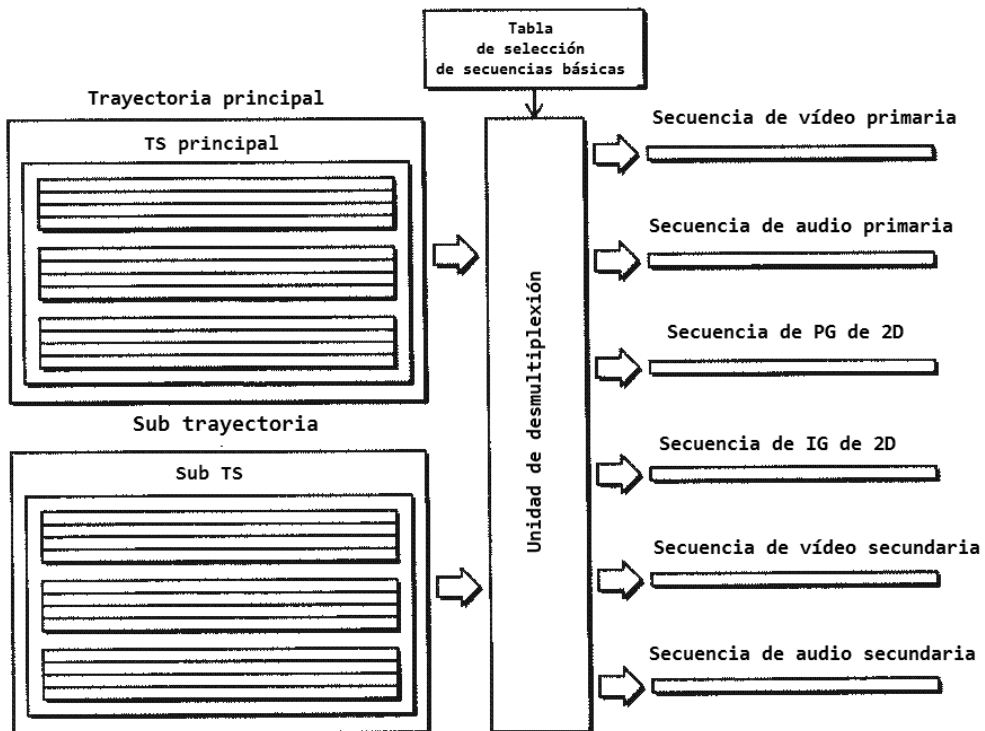 Tabla
de selección
de secuencias básicas
Trayectoria principal
TS principal
Sub trayectoria
Sub TS
Unidad de desmultiplexión
Secuencia de vídeo primaria
Secuencia de audio primaria
Secuencia de PG de 2D
Secuencia de IG de 2D
Secuencia de vídeo secundaria
Secuencia de audio secundaria